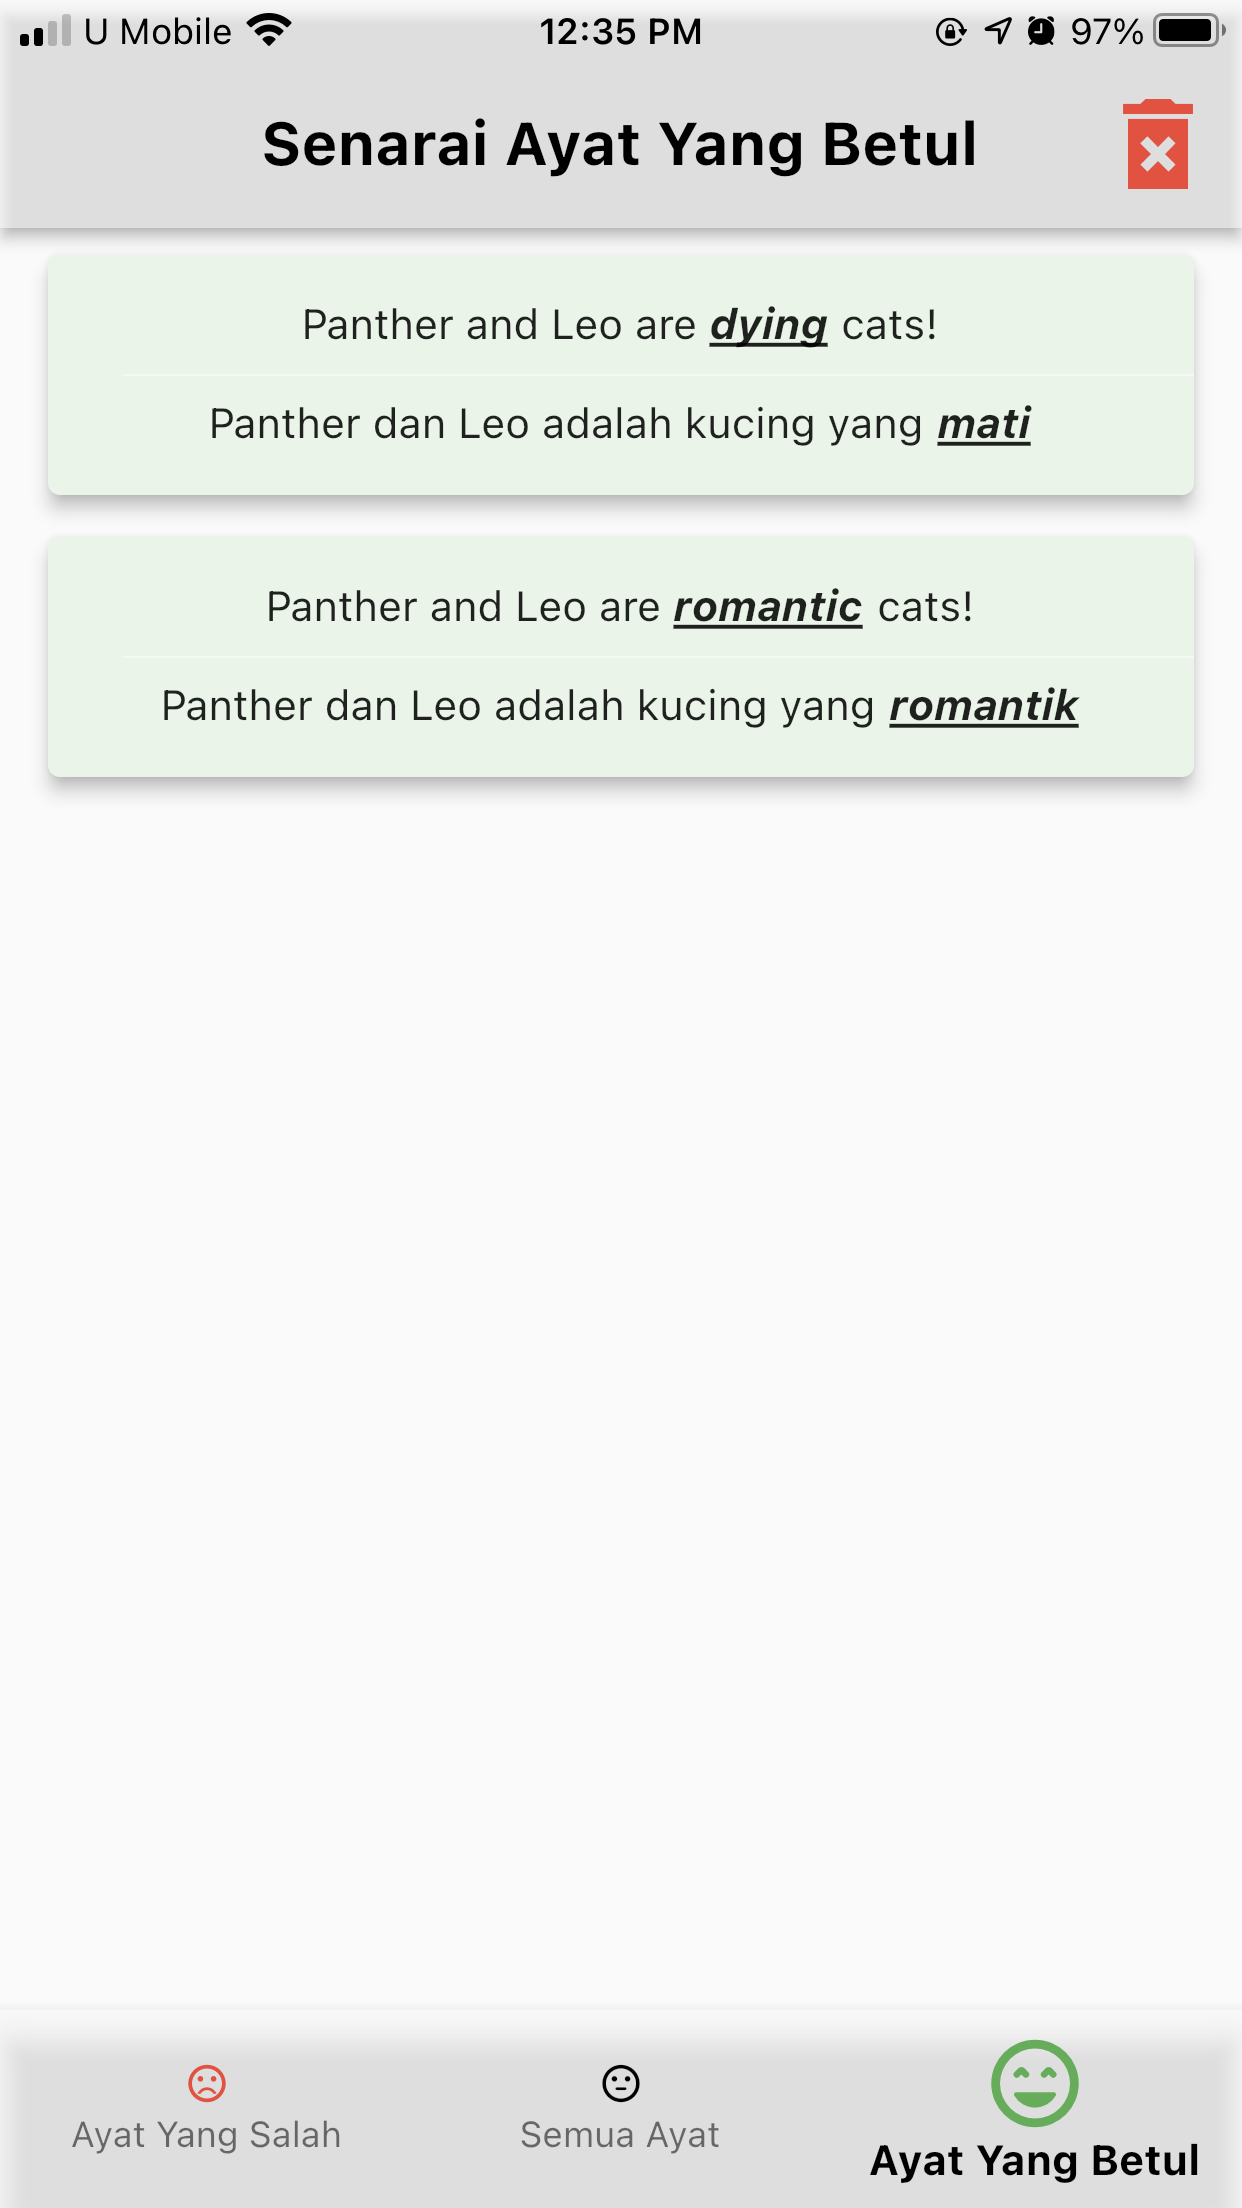 U Mobile 12:35 PM 97%
Senarai Ayat Yang Betul
Panther and Leo are dying cats!
Panther dan Leo adalah kucing yang mati
Panther and Leo are romantic cats!
Panther dan Leo adalah kucing yang romantik
Ayat Yang Salah
Semua Ayat
Ayat Yang Betul